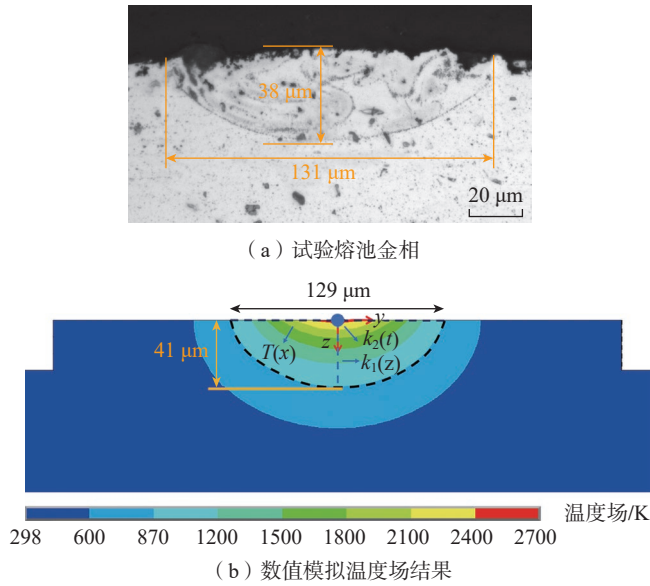 38 μm
131 μm
20 μm
（a）试验熔池金相
129 μm
41 μm
y
z
k₂(t)
T(x)
k₁(z)
温度场/K
298 600 870 1200 1500 1800 2100 2400 2700
（b）数值模拟温度场结果